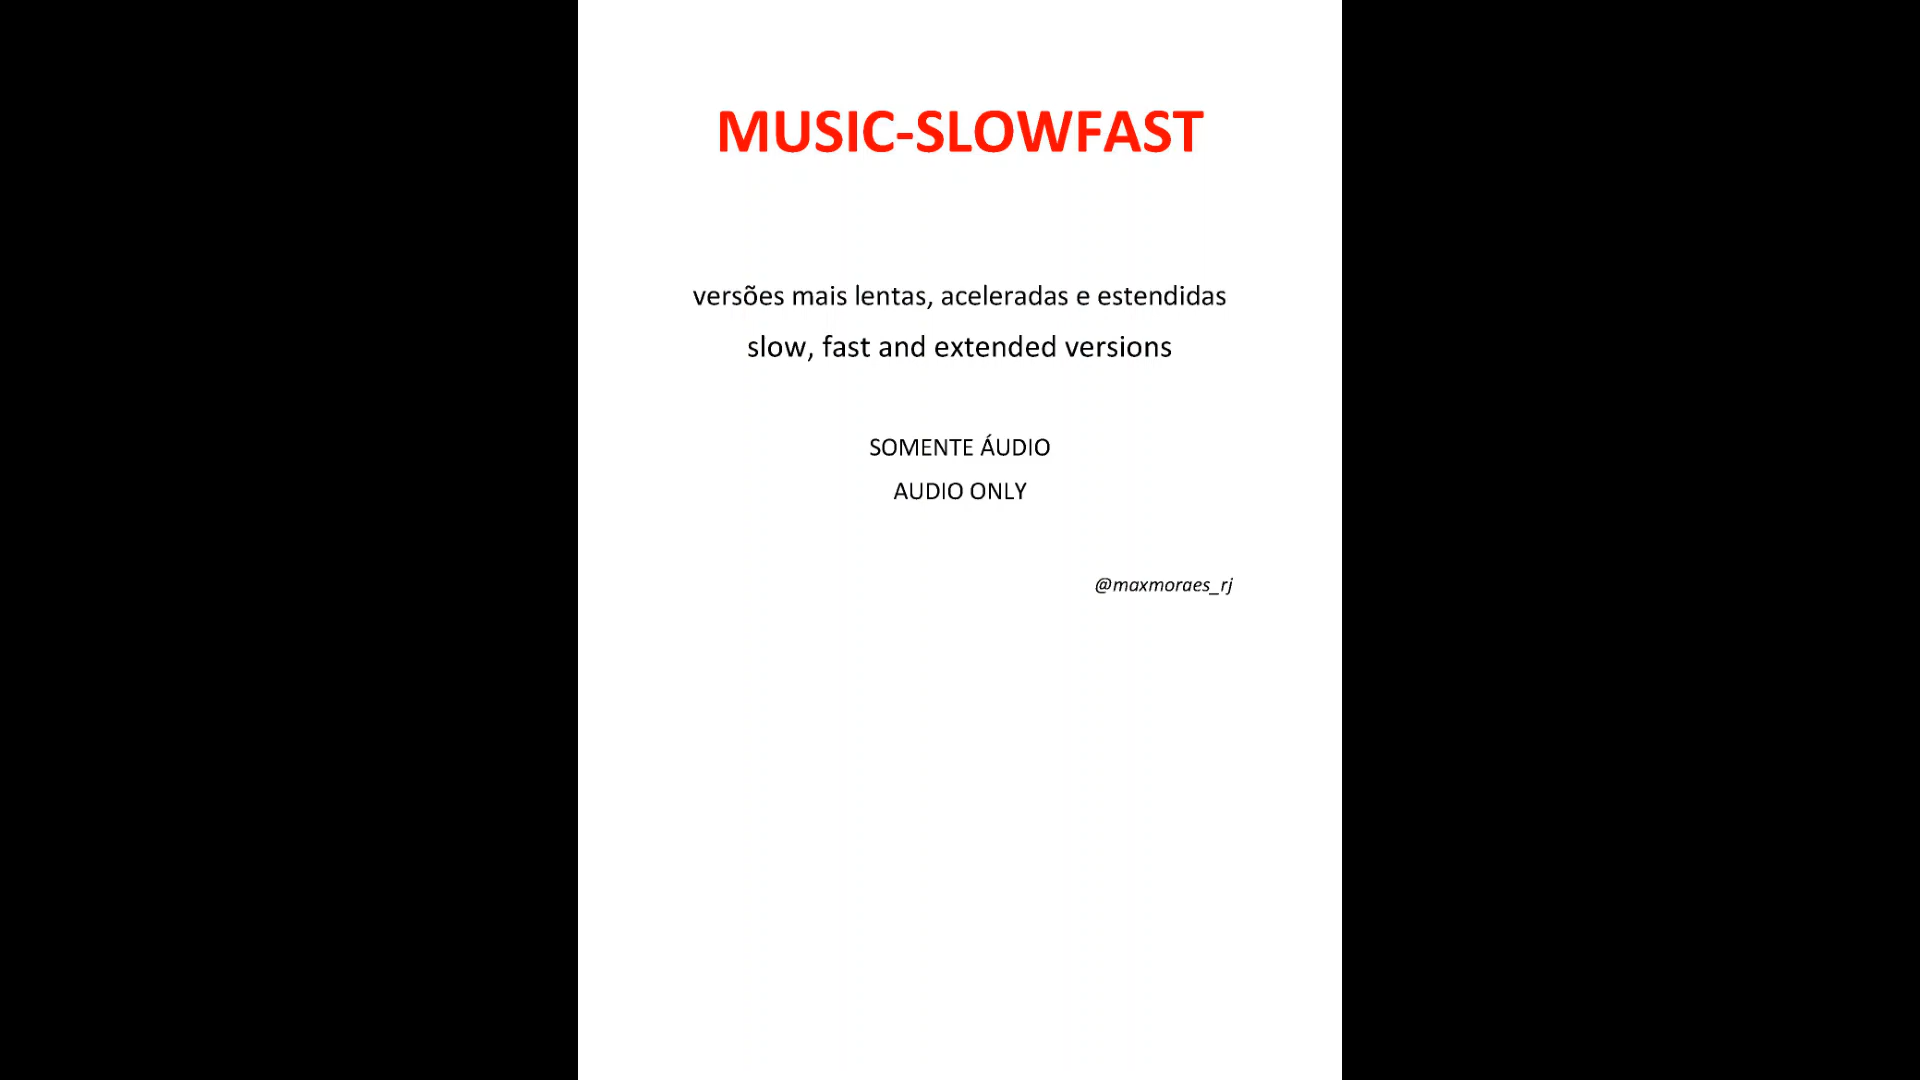 MUSIC-SLOWFAST
versões mais lentas, aceleradas e estendidas
slow, fast and extended versions
SOMENTE ÁUDIO
AUDIO ONLY
@maxmoraes_rj